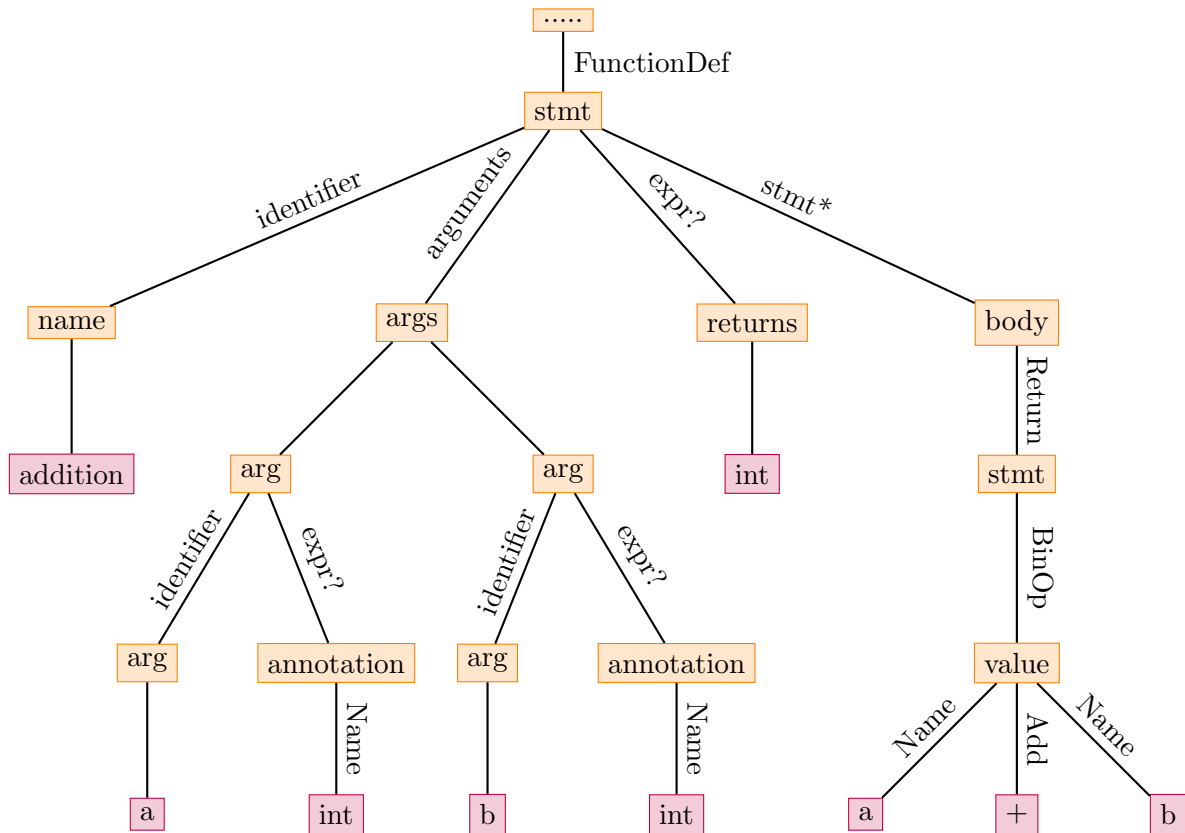 .....
FunctionDef
stmt
identifier
arguments
expr?
stmt*
name
args
returns
body
Return
addition
arg
arg
int
stmt
identifier
expr?
identifier
expr?
BinOp
arg
annotation
arg
annotation
value
Name
Name
Name
Add
Name
a
int
b
int
a
+
b